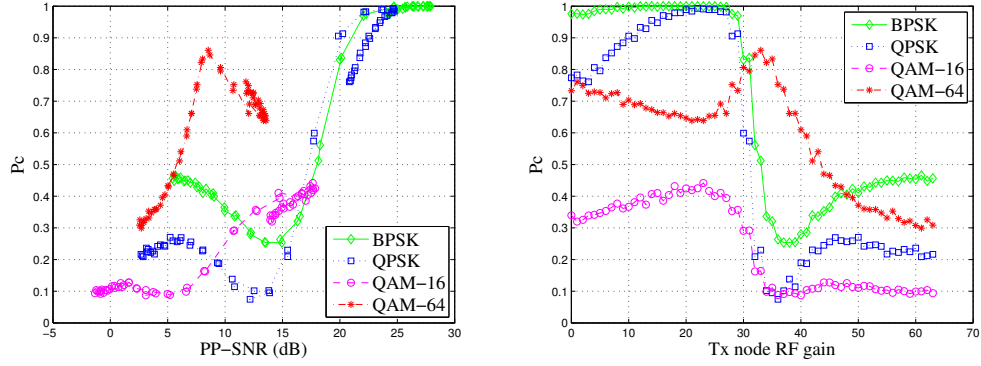 1
0.9
0.8
0.7
0.6
0.5
0.4
0.3
0.2
0.1
0
Pc
−5 0 5 10 15 20 25 30
PP−SNR (dB)
BPSK
QPSK
QAM−16
QAM−64
1
0.9
0.8
0.7
0.6
0.5
0.4
0.3
0.2
0.1
0
Pc
0 10 20 30 40 50 60 70
Tx node RF gain
BPSK
QPSK
QAM−16
QAM−64